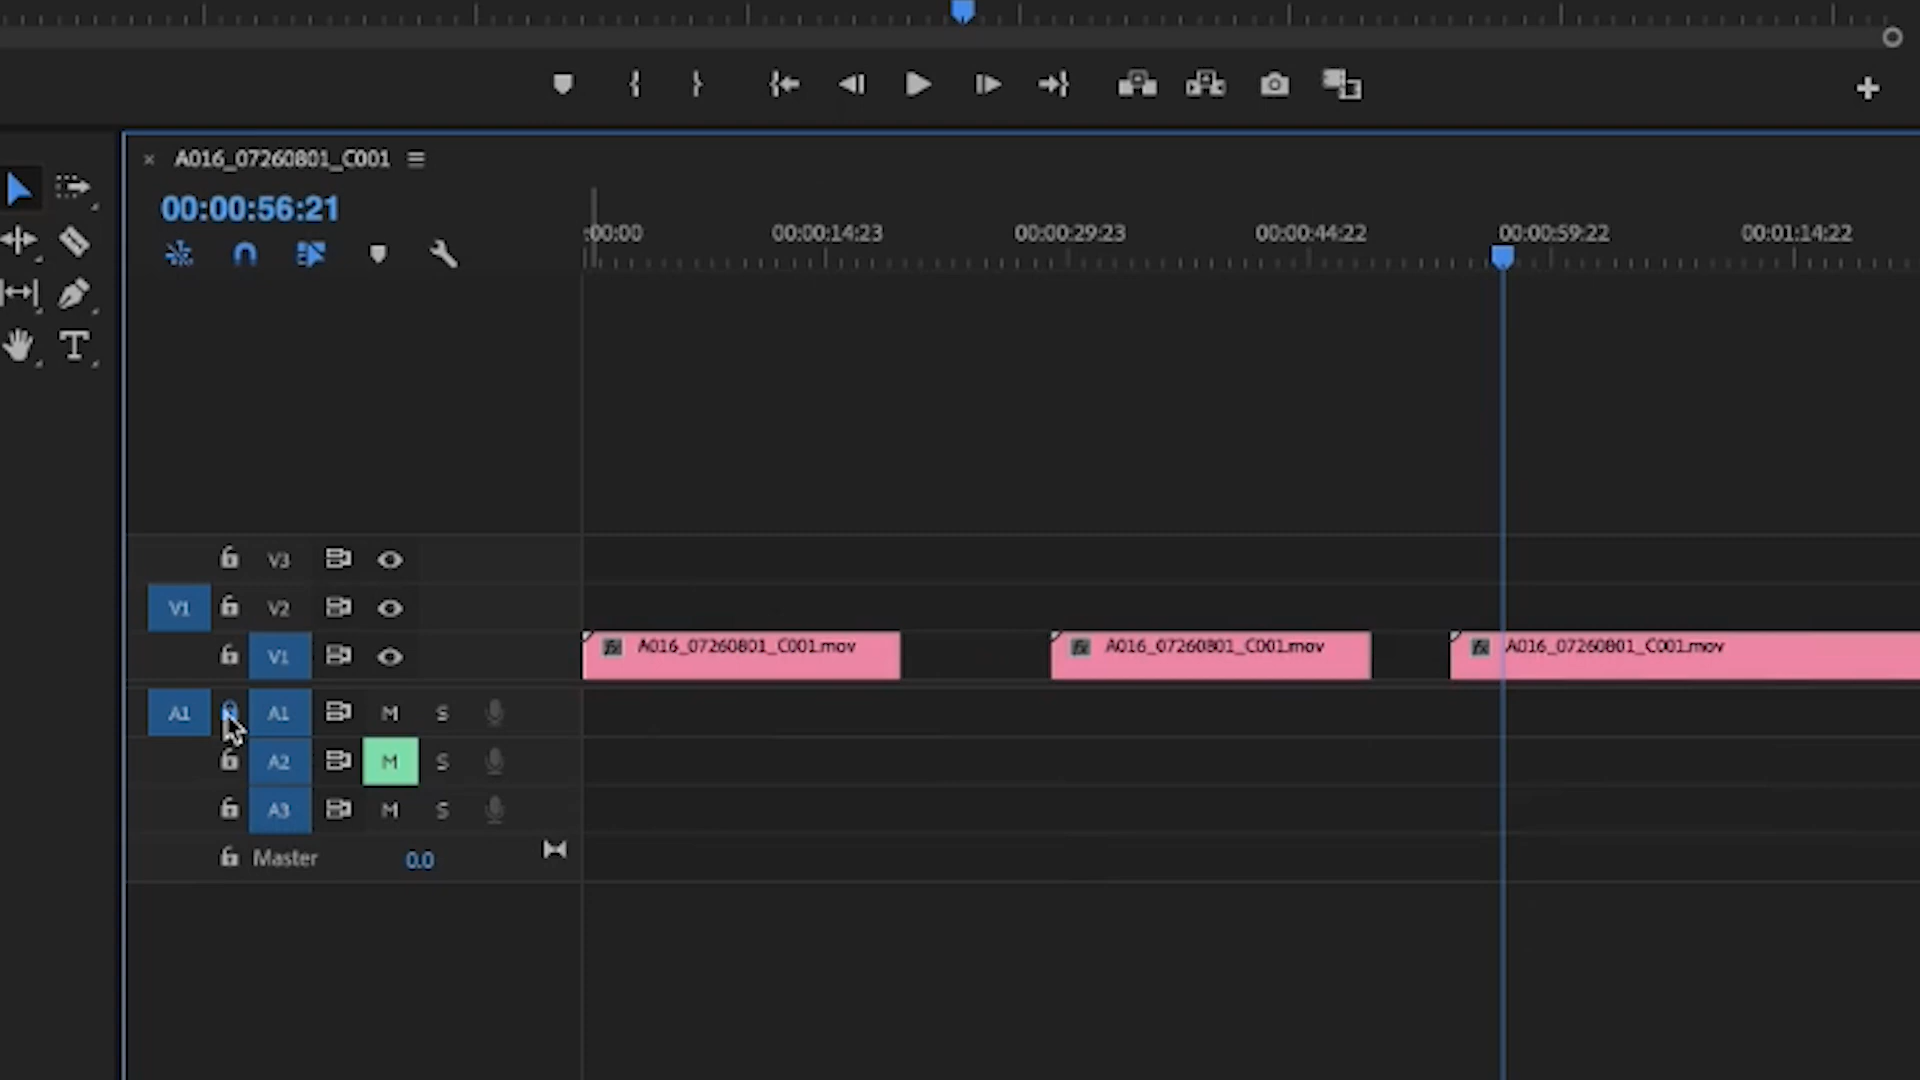 A016_07260801_C001
00:00:56:21
:00:00 00:00:14:23 00:00:29:23 00:00:44:22 00:00:59:22 00:01:14:22
T
V3
V1 V2
V1 A016_07260801_C001.mov A016_07260801_C001.mov A016_07260801_C001.mov
A1 A1 M S
A2 M S
A3 M S
Master 0.0